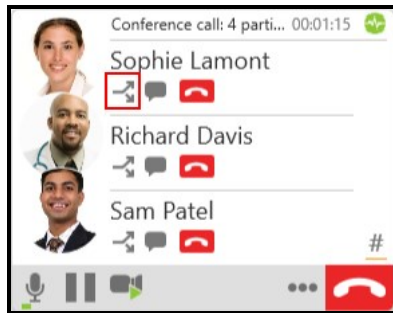 Conference call: 4 parti... 00:01:15
Sophie Lamont
Richard Davis
Sam Patel
#